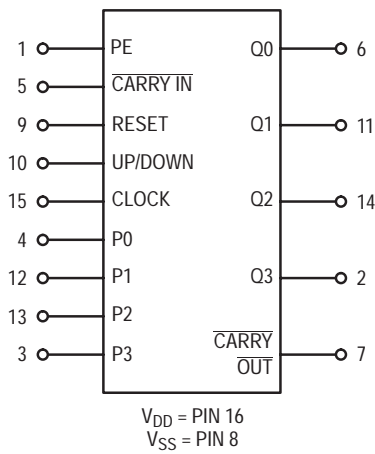 1 PE Q0 6
5 CARRY IN
9 RESET Q1 11
10 UP/DOWN
15 CLOCK Q2 14
4 P0
12 P1 Q3 2
13 P2
CARRY
3 P3 OUT 7
VDD = PIN 16
VSS = PIN 8